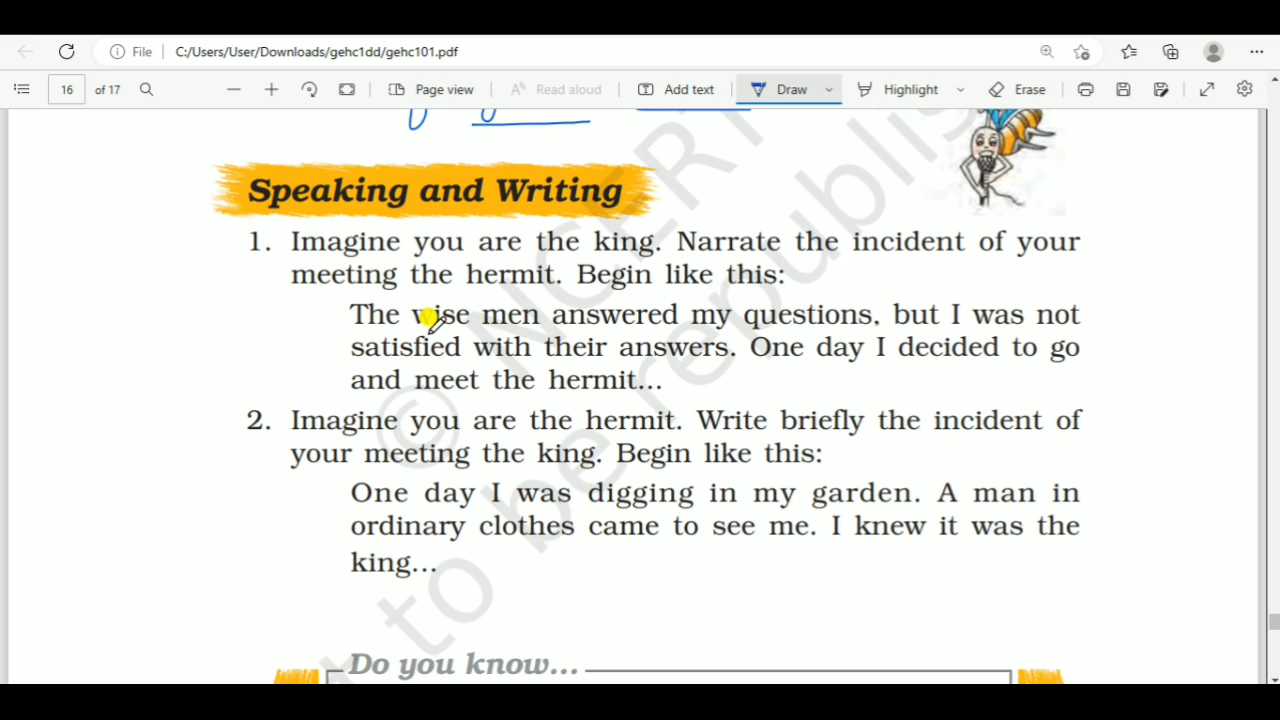 File
C:/Users/User/Downloads/gehc1dd/gehc101.pdf
16 of 17 Page view Read aloud Add text Draw Highlight Erase
Speaking and Writing
1. Imagine you are the king. Narrate the incident of your
meeting the hermit. Begin like this:
The wise men answered my questions, but I was not
satisfied with their answers. One day I decided to go
and meet the hermit...
2. Imagine you are the hermit. Write briefly the incident of
your meeting the king. Begin like this:
One day I was digging in my garden. A man in
ordinary clothes came to see me. I knew it was the
king...
Do you know...
© NCERT
to be republis